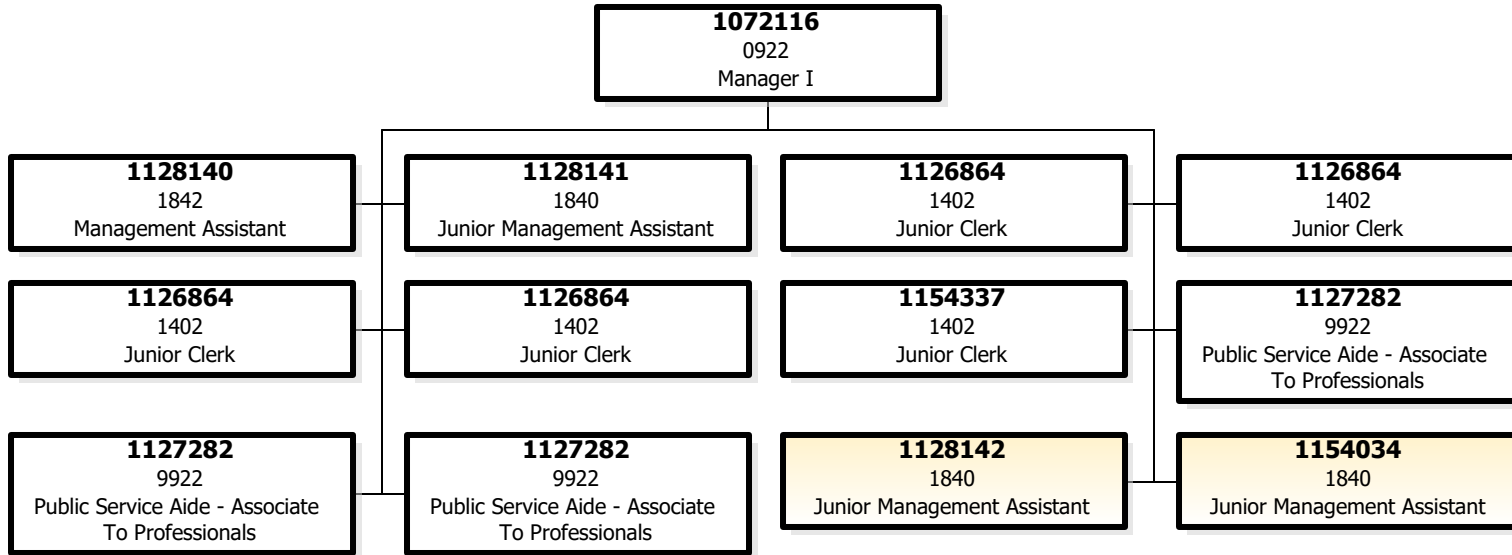 1072116
0922
Manager I
1128140
1842
Management Assistant
1128141
1840
Junior Management Assistant
1126864
1402
Junior Clerk
1126864
1402
Junior Clerk
1126864
1402
Junior Clerk
1126864
1402
Junior Clerk
1154337
1402
Junior Clerk
1127282
9922
Public Service Aide - Associate
To Professionals
1127282
9922
Public Service Aide - Associate
To Professionals
1127282
9922
Public Service Aide - Associate
To Professionals
1128142
1840
Junior Management Assistant
1154034
1840
Junior Management Assistant